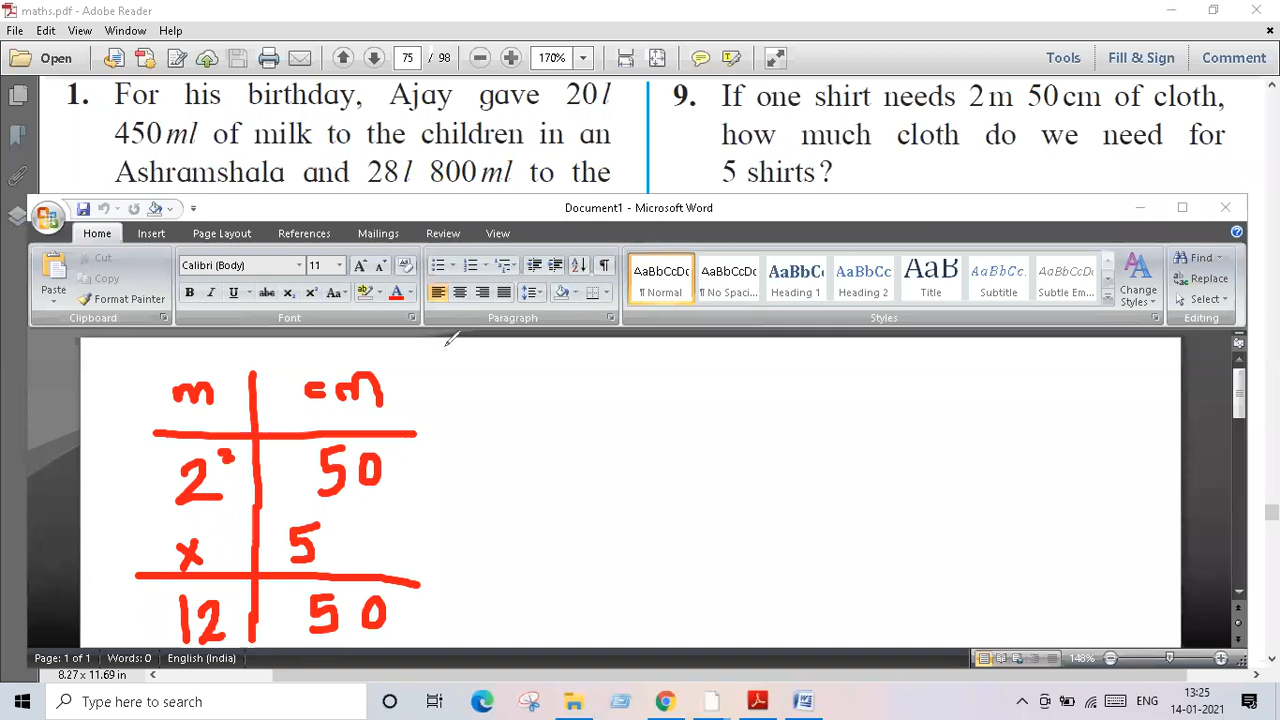 maths.pdf - Adobe Reader
File Edit View Window Help
Open 75 / 98 170% Tools Fill & Sign Comment
1. For his birthday, Ajay gave 20 l
450 ml of milk to the children in an
Ashramshala and 28 l 800 ml to the
9. If one shirt needs 2 m 50 cm of cloth,
how much cloth do we need for
5 shirts?
Document1 - Microsoft Word
Home Insert Page Layout References Mailings Review View
Paste Cut Copy Format Painter
Clipboard
Calibri (Body) 11
B I U abc x₂ x² Aa
Font
Paragraph
AaBbCcDc AaBbCcDc AaBbCc AaBbCc AaB AaBbCc. AaBbCcDc
¶ Normal ¶ No Spaci... Heading 1 Heading 2 Title Subtitle Subtle Em...
Change Styles
Styles
Find Replace Select
Editing
m cm
2 ² 50
x 5
12 50
Page: 1 of 1 Words: 0 English (India) 148%
8.27 x 11.69 in
Type here to search
ENG 13:25
14-01-2021